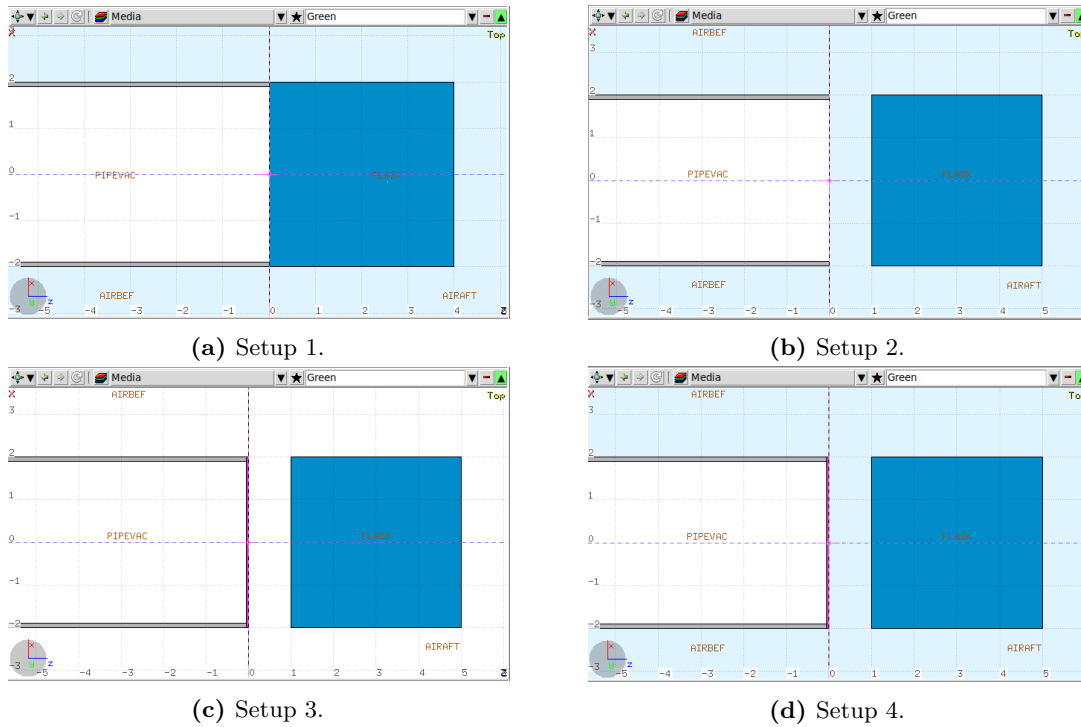 Media Green
X Top
2
1
0 PIPEVAC
-1
-2
-3 AIRBEF AIRAFT
x y z
-5 -4 -3 -2 -1 0 1 2 3 4 5 z
(a) Setup 1.
Media Green
X AIRBEF Top
3
2
1
0 PIPEVAC
-1
-2
AIRBEF AIRAFT
-3
x y z
-5 -4 -3 -2 -1 0 1 2 3 4 5
(b) Setup 2.
Media Green
X AIRBEF Top
3
2
1
0 PIPEVAC
-1
-2
AIRAFT
-3
x y z
-5 -4 -3 -2 -1 0 1 2 3 4 5 z
(c) Setup 3.
Media Green
X AIRBEF Top
3
2
1
0 PIPEVAC
-1
-2
AIRBEF AIRAFT
-3
x y z
-5 -4 -3 -2 -1 0 1 2 3 4 5
(d) Setup 4.